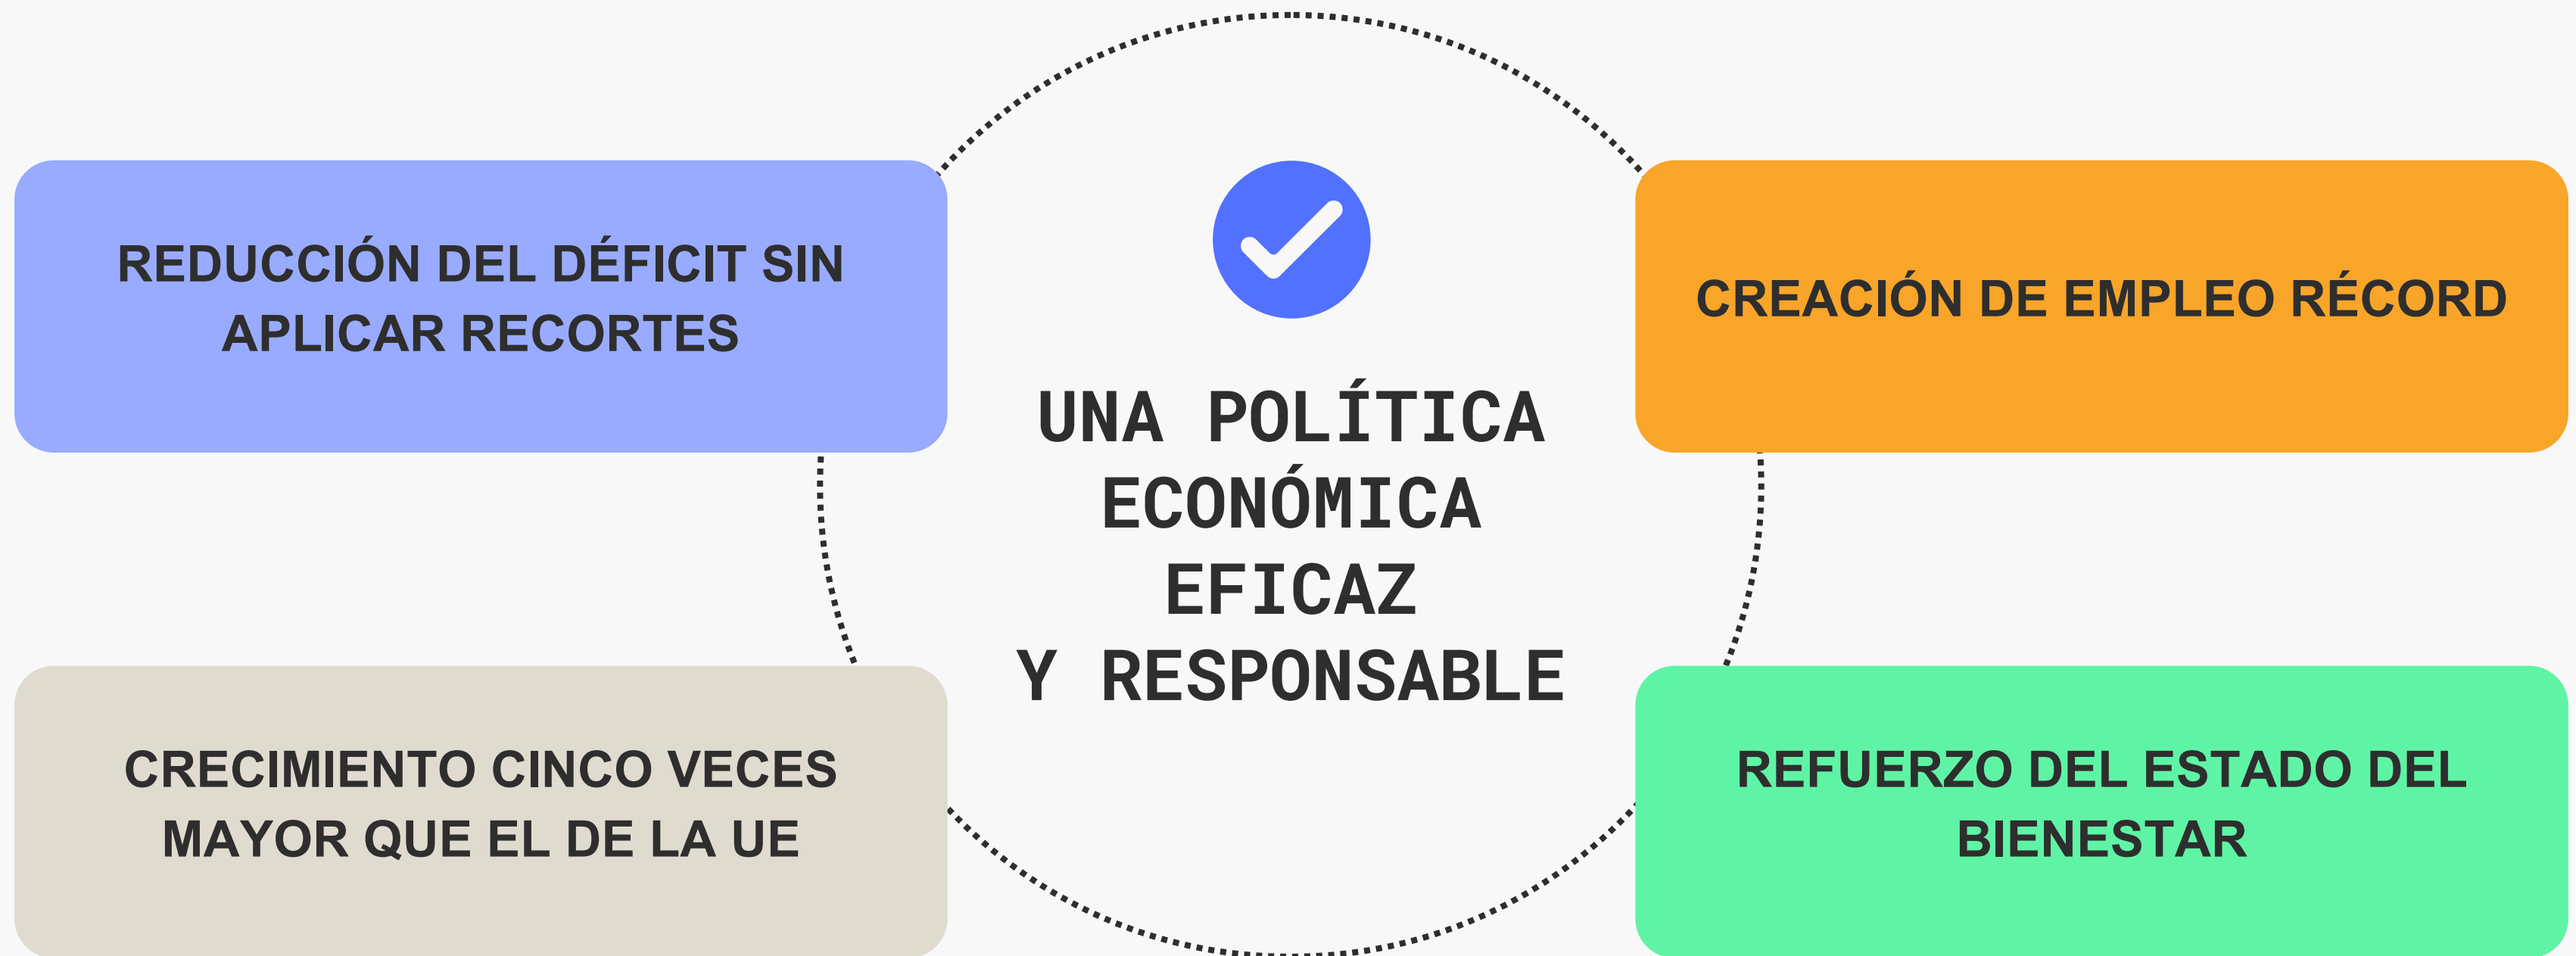 REDUCCIÓN DEL DÉFICIT SIN
APLICAR RECORTES
CREACIÓN DE EMPLEO RÉCORD
UNA POLÍTICA
ECONÓMICA
EFICAZ
Y RESPONSABLE
CRECIMIENTO CINCO VECES
MAYOR QUE EL DE LA UE
REFUERZO DEL ESTADO DEL
BIENESTAR